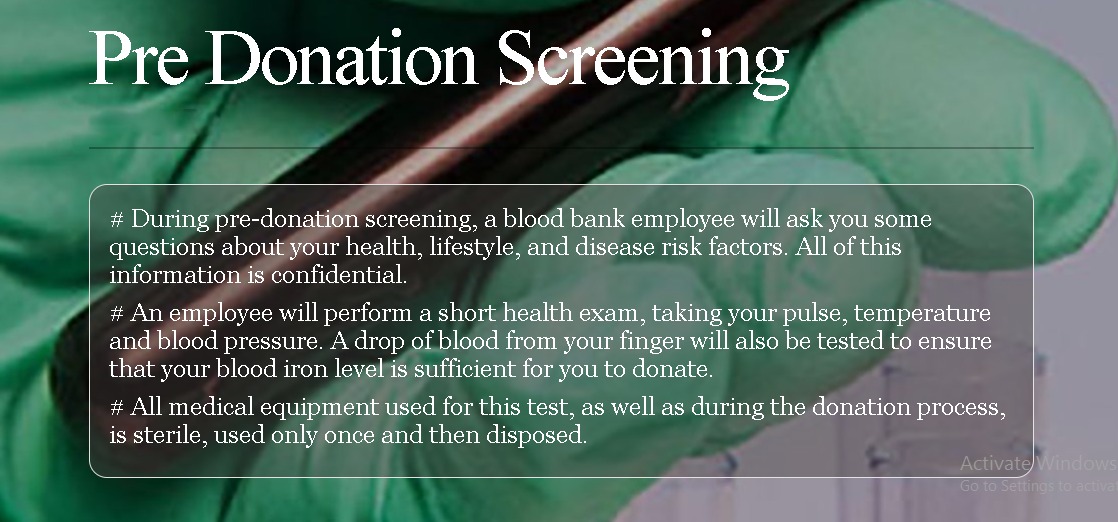 Pre Donation Screening
# During pre-donation screening, a blood bank employee will ask you some
questions about your health, lifestyle, and disease risk factors. All of this
information is confidential.
# An employee will perform a short health exam, taking your pulse, temperature
and blood pressure. A drop of blood from your finger will also be tested to ensure
that your blood iron level is sufficient for you to donate.
# All medical equipment used for this test, as well as during the donation process,
is sterile, used only once and then disposed.
Activate Windows
Go to Settings to activat